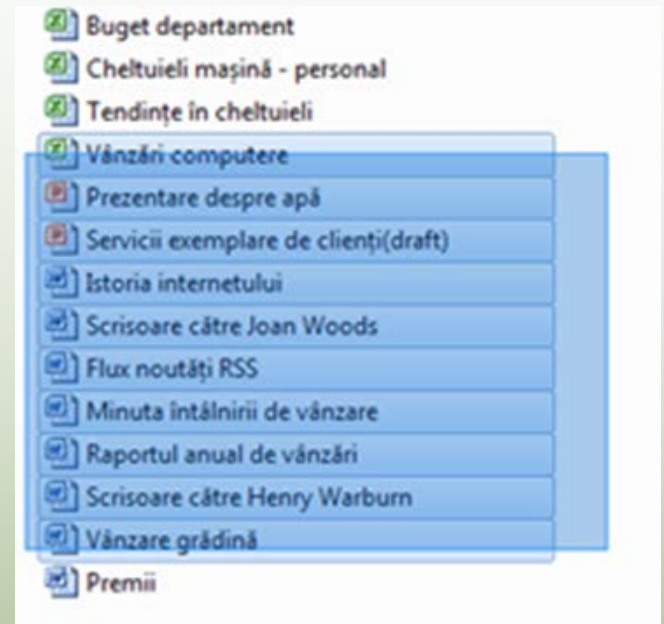 Buget departament
Cheltuieli mașină - personal
Tendințe în cheltuieli
Vânzări computere
Prezentare despre apă
Servicii exemplare de clienți(draft)
Istoria internetului
Scrisoare către Joan Woods
Flux noutăți RSS
Minuta întâlnirii de vânzare
Raportul anual de vânzări
Scrisoare către Henry Warburn
Vânzare grădină
Premii